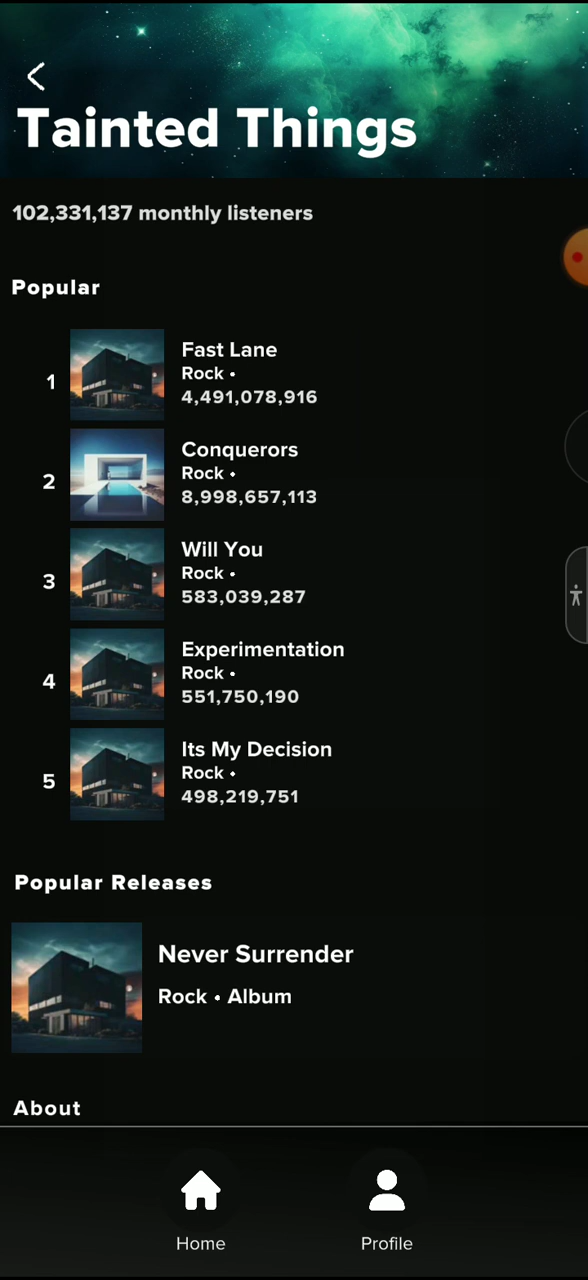 Tainted Things
102,331,137 monthly listeners
Popular
1
Fast Lane
Rock •
4,491,078,916
2
Conquerors
Rock •
8,998,657,113
3
Will You
Rock •
583,039,287
4
Experimentation
Rock •
551,750,190
5
Its My Decision
Rock •
498,219,751
Popular Releases
Never Surrender
Rock • Album
About
Home
Profile